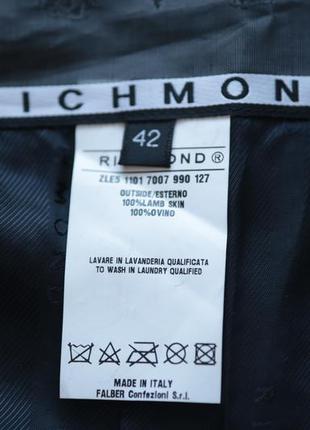 ICHMON
42
RICHMOND®
ZLE5 1101 7007 990 127
OUTSIDE/ESTERNO
100%LAMB SKIN
100%OVINO
LAVARE IN LAVANDERIA QUALIFICATA
TO WASH IN LAUNDRY QUALIFIED
MADE IN ITALY
FALBER Confezioni S.r.l.